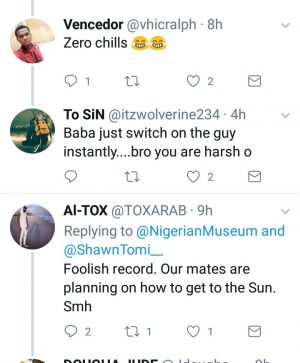 Vencedor @vhicralph · 8h
Zero chills 😂😂
1 2
To SiN @itzwolverine234 · 4h
Baba just switch on the guy
instantly....bro you are harsh o
2
Al-TOX @TOXARAB · 9h
Replying to @NigerianMuseum and
@ShawnTomi__
Foolish record. Our mates are
planning on how to get to the Sun.
Smh
2 1 1